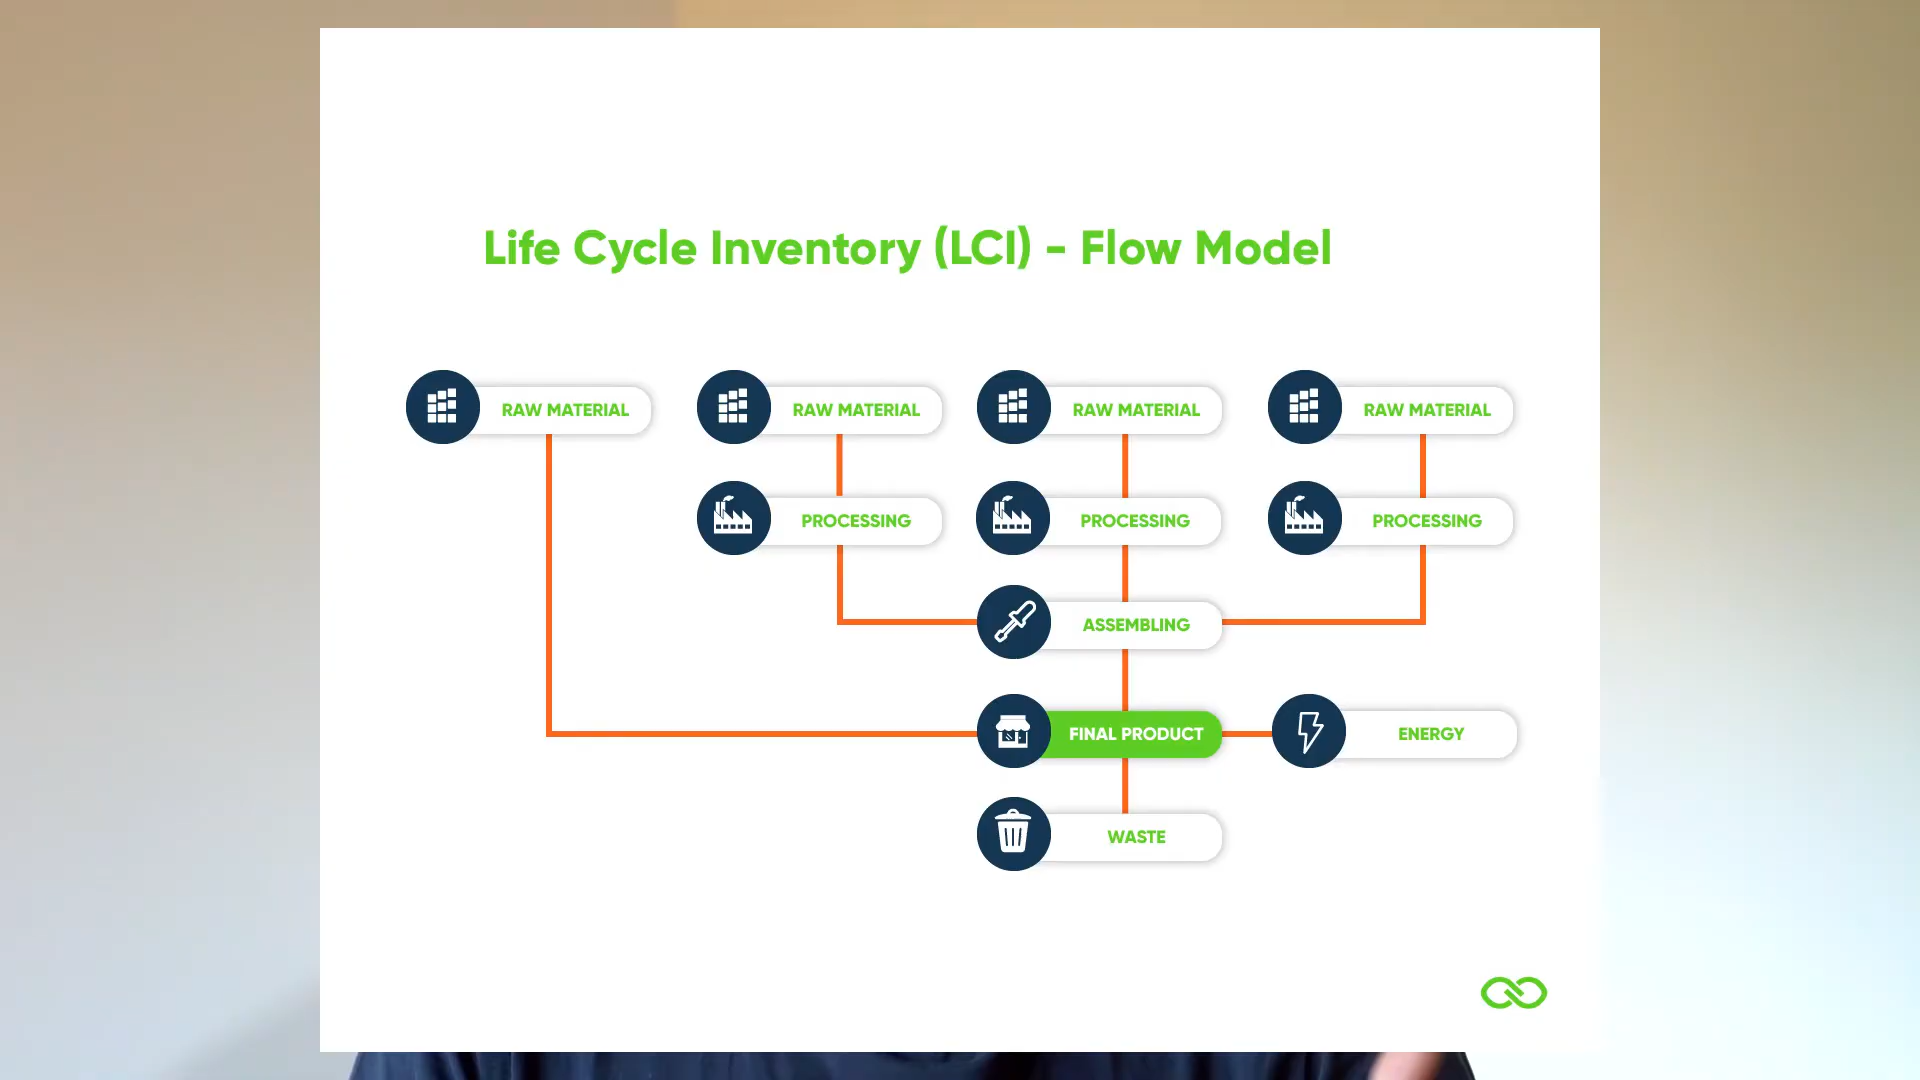 Life Cycle Inventory (LCI) - Flow Model
RAW MATERIAL
RAW MATERIAL
RAW MATERIAL
RAW MATERIAL
PROCESSING
PROCESSING
PROCESSING
ASSEMBLING
FINAL PRODUCT
ENERGY
WASTE